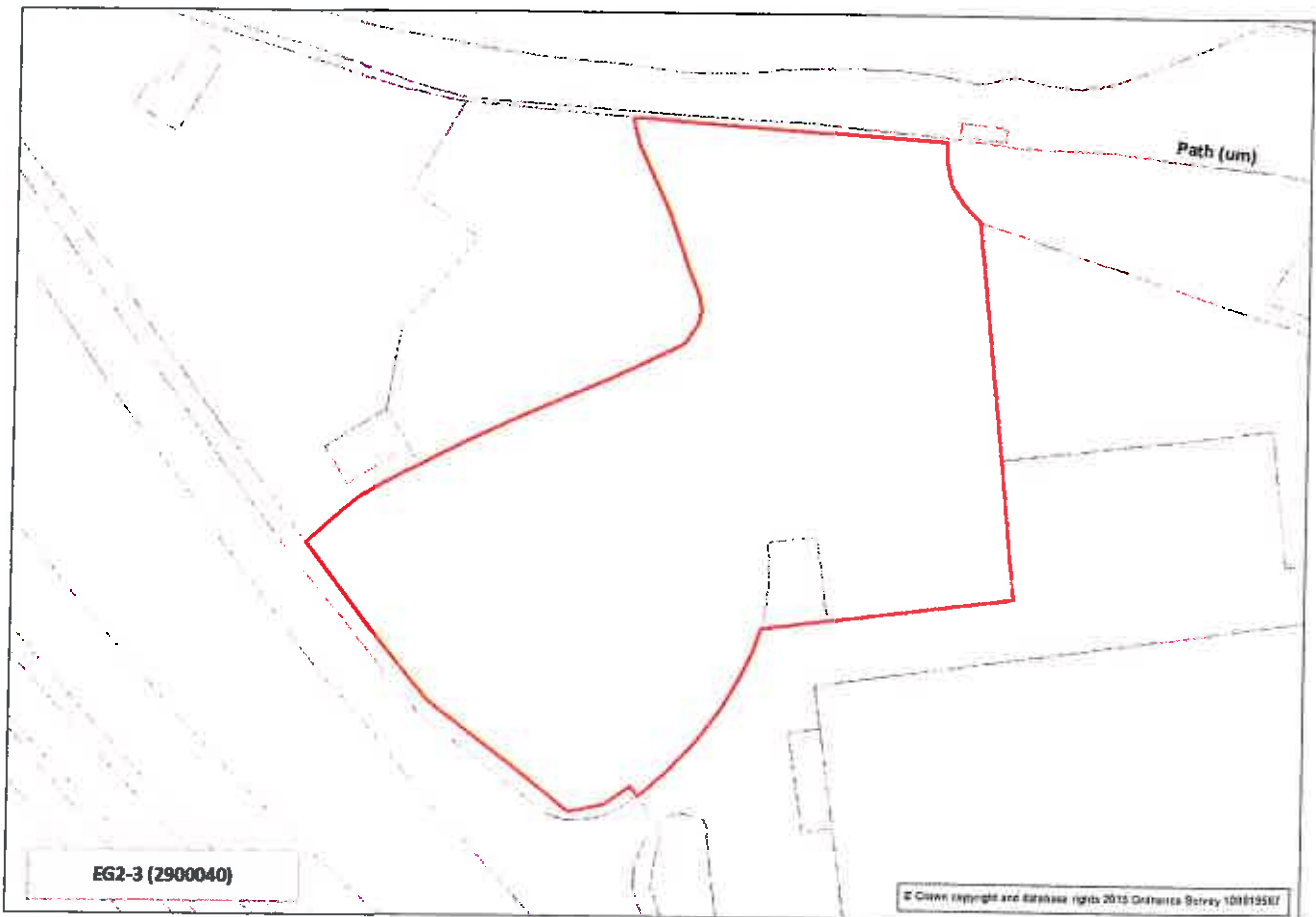 Path (um)
EG2-3 (2900040)
© Crown copyright and database rights 2015 Ordnance Survey